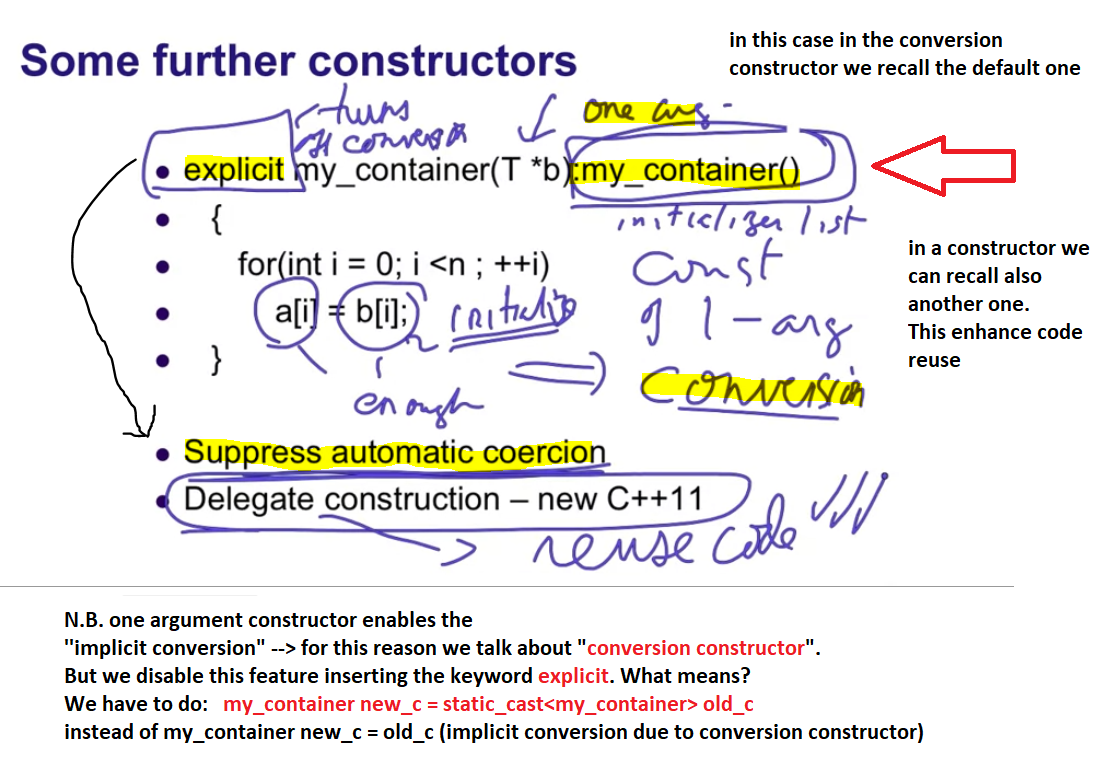 Some further constructors
in this case in the conversion
constructor we recall the default one
turns
off conversion
one arg -
• explicit my_container(T *b):my_container()
initializer list
• {
• for(int i = 0; i <n ; ++i)
const
• a[i] = b[i];
initialize
of 1-arg
• }
enough
conversion
in a constructor we
can recall also
another one.
This enhance code
reuse
• Suppress automatic coercion
• Delegate construction – new C++11
reuse code
N.B. one argument constructor enables the
"implicit conversion" --> for this reason we talk about "conversion constructor".
But we disable this feature inserting the keyword explicit. What means?
We have to do: my_container new_c = static_cast<my_container> old_c
instead of my_container new_c = old_c (implicit conversion due to conversion constructor)